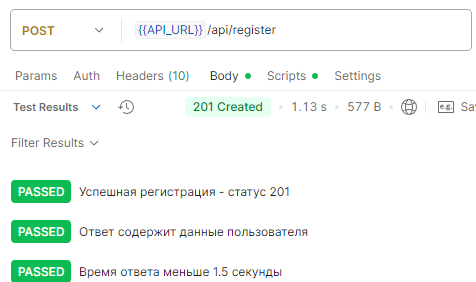 POST {{API_URL}}/api/register
Params Auth Headers (10) Body Scripts Settings
Test Results 201 Created 1.13 s 577 B e.g. Sa
Filter Results
PASSED Успешная регистрация - статус 201
PASSED Ответ содержит данные пользователя
PASSED Время ответа меньше 1.5 секунды